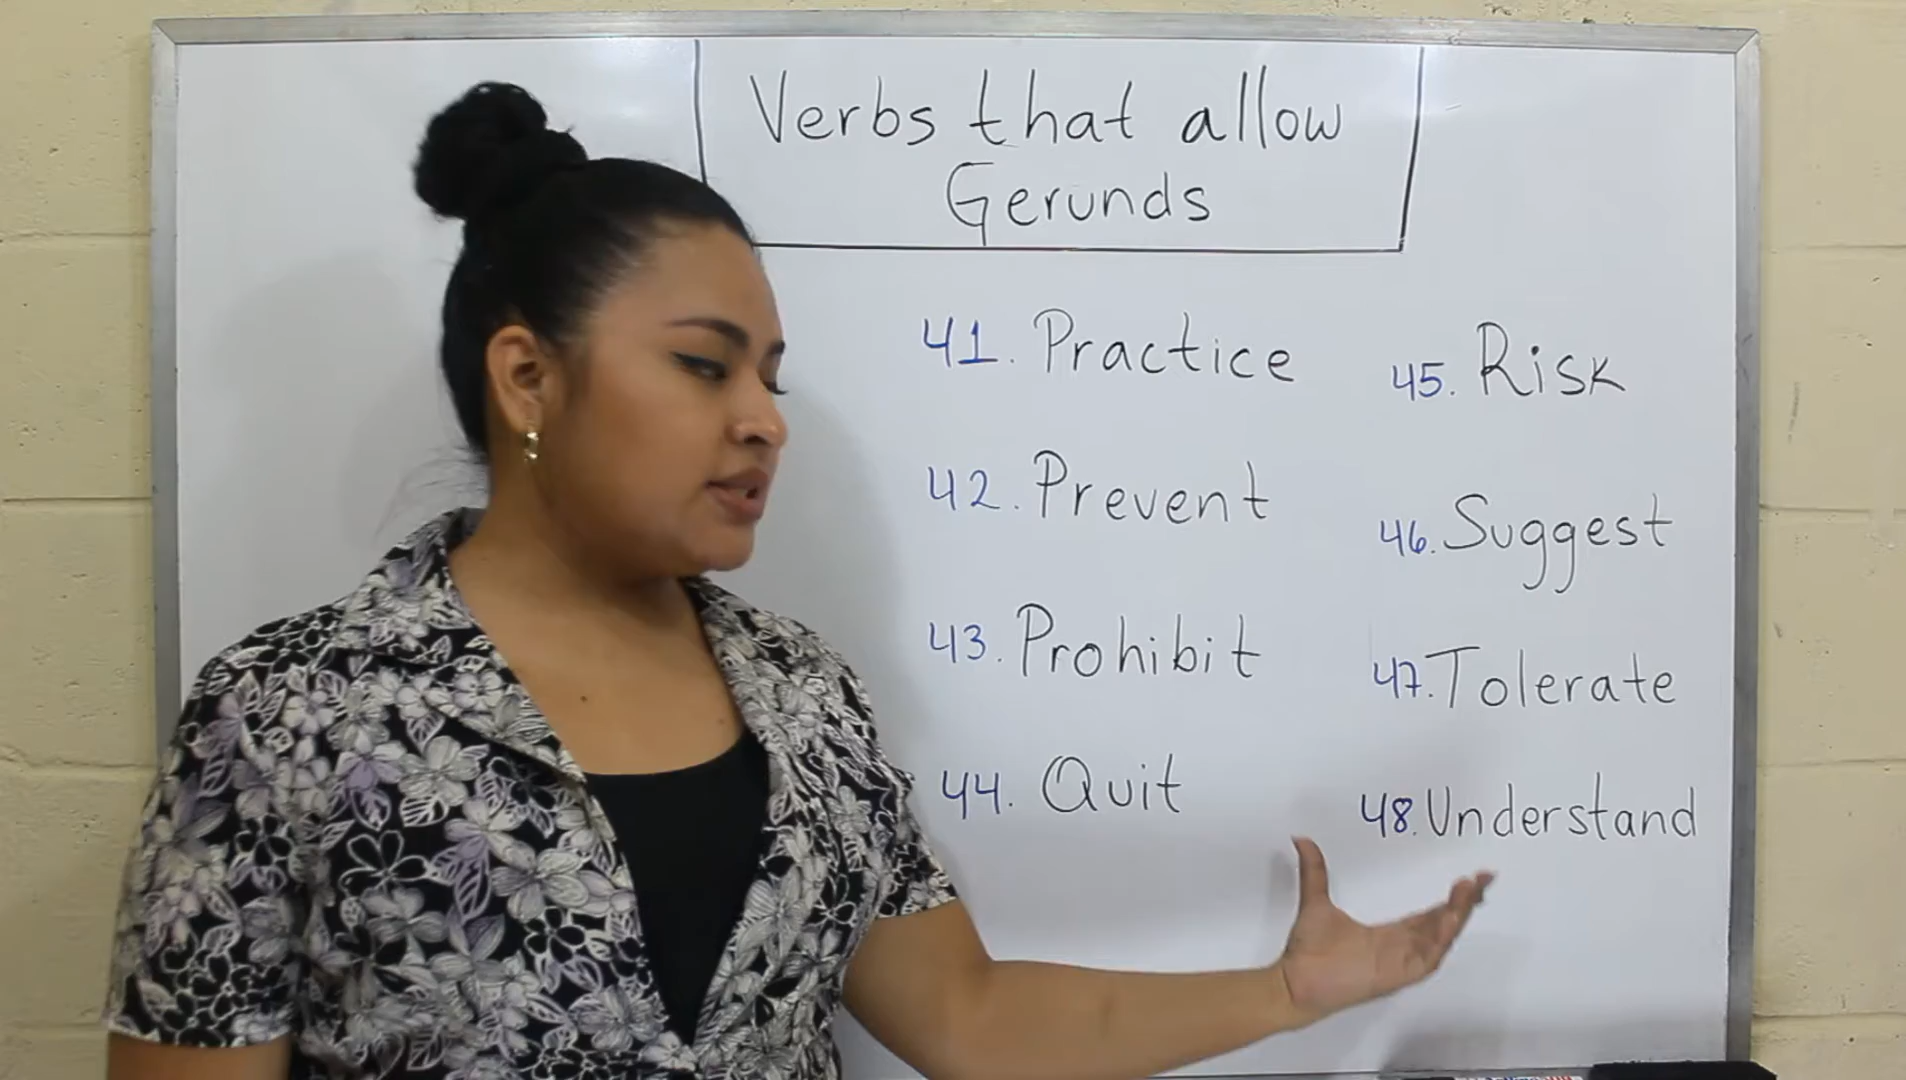 Verbs that allow
Gerunds
41. Practice
42. Prevent
43. Prohibit
44. Quit
45. Risk
46. Suggest
47. Tolerate
48. Understand